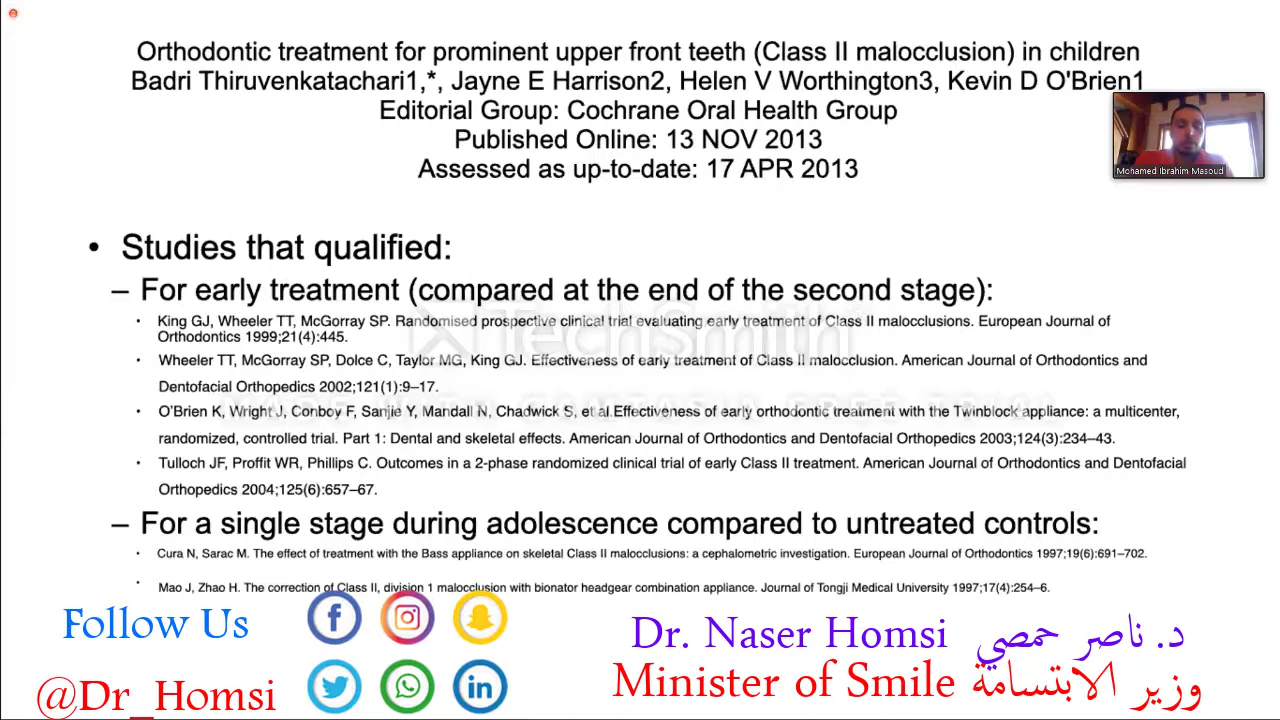 Orthodontic treatment for prominent upper front teeth (Class II malocclusion) in children
Badri Thiruvenkatachari1,*, Jayne E Harrison2, Helen V Worthington3, Kevin D O'Brien1
Editorial Group: Cochrane Oral Health Group
Published Online: 13 NOV 2013
Assessed as up-to-date: 17 APR 2013
Mohamed Ibrahim Masoud
• Studies that qualified:
– For early treatment (compared at the end of the second stage):
• King GJ, Wheeler TT, McGorray SP. Randomised prospective clinical trial evaluating early treatment of Class II malocclusions. European Journal of
Orthodontics 1999;21(4):445.
• Wheeler TT, McGorray SP, Dolce C, Taylor MG, King GJ. Effectiveness of early treatment of Class II malocclusion. American Journal of Orthodontics and
Dentofacial Orthopedics 2002;121(1):9–17.
• O'Brien K, Wright J, Conboy F, Sanjie Y, Mandall N, Chadwick S, et al.Effectiveness of early orthodontic treatment with the Twinblock appliance: a multicenter,
randomized, controlled trial. Part 1: Dental and skeletal effects. American Journal of Orthodontics and Dentofacial Orthopedics 2003;124(3):234–43.
• Tulloch JF, Proffit WR, Phillips C. Outcomes in a 2-phase randomized clinical trial of early Class II treatment. American Journal of Orthodontics and Dentofacial
Orthopedics 2004;125(6):657–67.
– For a single stage during adolescence compared to untreated controls:
• Cura N, Sarac M. The effect of treatment with the Bass appliance on skeletal Class II malocclusions: a cephalometric investigation. European Journal of Orthodontics 1997;19(6):691–702.
• Mao J, Zhao H. The correction of Class II, division 1 malocclusion with bionator headgear combination appliance. Journal of Tongji Medical University 1997;17(4):254–6.
TechSmith
MADE WITH CAMTASIA FREE TRIAL
Follow Us
@Dr_Homsi
Dr. Naser Homsi د. ناصر حمصي
Minister of Smile وزير الابتسامة